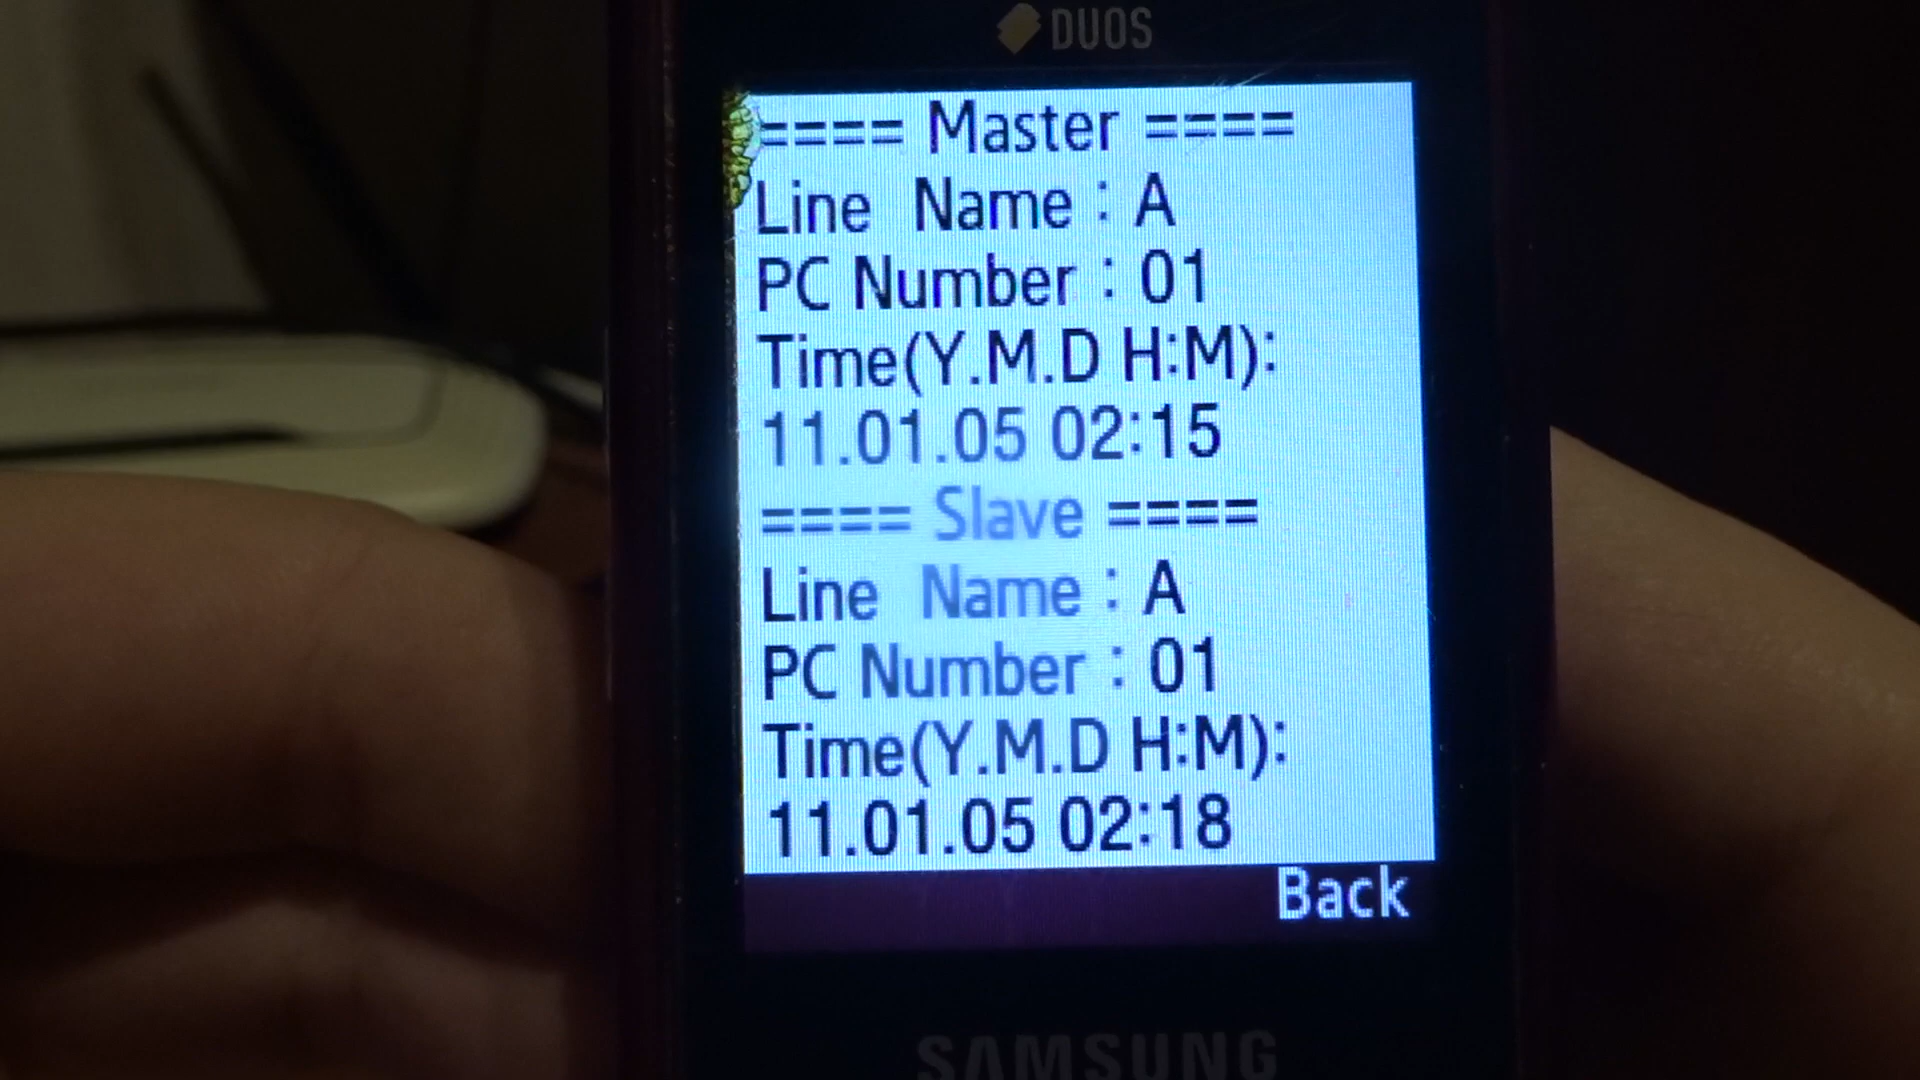 DUOS
==== Master ====
Line Name : A
PC Number : 01
Time(Y.M.D H:M):
11.01.05 02:15
==== Slave ====
Line Name : A
PC Number : 01
Time(Y.M.D H:M):
11.01.05 02:18
Back
SAMSUNG